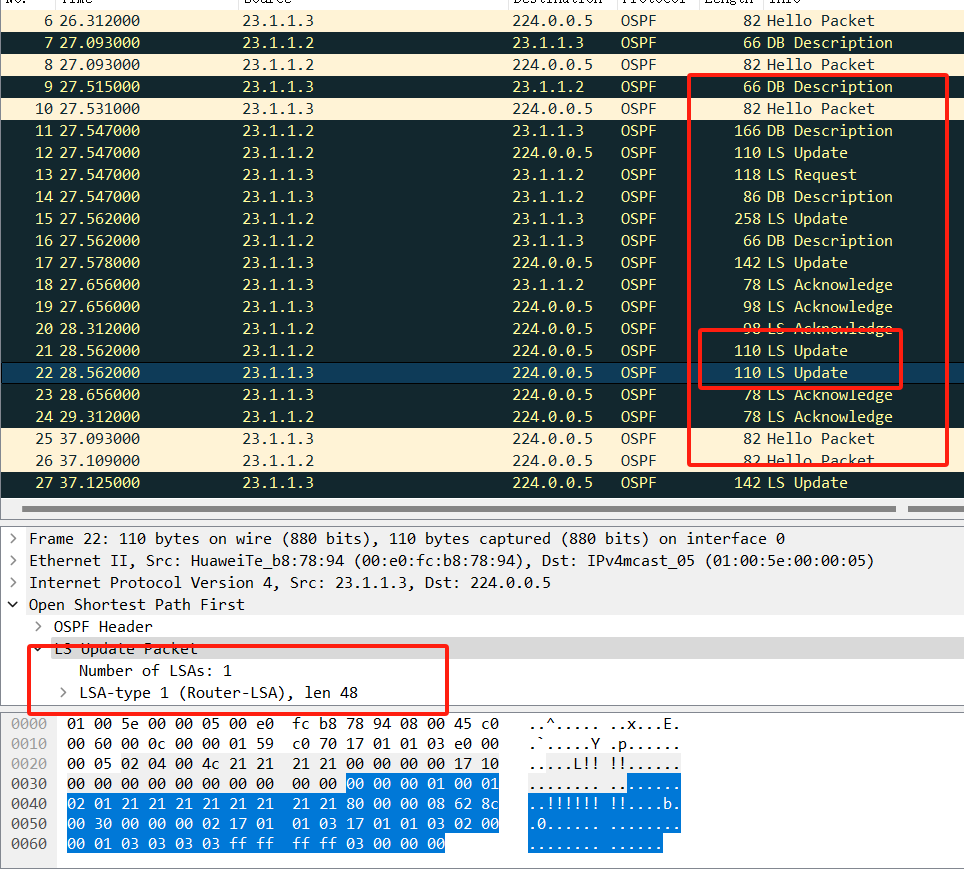 6 26.312000 23.1.1.3 224.0.0.5 OSPF 82 Hello Packet
7 27.093000 23.1.1.2 23.1.1.3 OSPF 66 DB Description
8 27.093000 23.1.1.2 224.0.0.5 OSPF 82 Hello Packet
9 27.515000 23.1.1.3 23.1.1.2 OSPF 66 DB Description
10 27.531000 23.1.1.3 224.0.0.5 OSPF 82 Hello Packet
11 27.547000 23.1.1.2 23.1.1.3 OSPF 166 DB Description
12 27.547000 23.1.1.2 224.0.0.5 OSPF 110 LS Update
13 27.547000 23.1.1.3 23.1.1.2 OSPF 118 LS Request
14 27.547000 23.1.1.3 23.1.1.2 OSPF 86 DB Description
15 27.562000 23.1.1.2 23.1.1.3 OSPF 258 LS Update
16 27.562000 23.1.1.2 23.1.1.3 OSPF 66 DB Description
17 27.578000 23.1.1.3 224.0.0.5 OSPF 142 LS Update
18 27.656000 23.1.1.3 23.1.1.2 OSPF 78 LS Acknowledge
19 27.656000 23.1.1.3 224.0.0.5 OSPF 98 LS Acknowledge
20 28.312000 23.1.1.2 224.0.0.5 OSPF 98 LS Acknowledge
21 28.562000 23.1.1.2 224.0.0.5 OSPF 110 LS Update
22 28.562000 23.1.1.3 224.0.0.5 OSPF 110 LS Update
23 28.656000 23.1.1.3 224.0.0.5 OSPF 78 LS Acknowledge
24 29.312000 23.1.1.2 224.0.0.5 OSPF 78 LS Acknowledge
25 37.093000 23.1.1.3 224.0.0.5 OSPF 82 Hello Packet
26 37.109000 23.1.1.2 224.0.0.5 OSPF 82 Hello Packet
27 37.125000 23.1.1.3 224.0.0.5 OSPF 142 LS Update
Frame 22: 110 bytes on wire (880 bits), 110 bytes captured (880 bits) on interface 0
Ethernet II, Src: HuaweiTe_b8:78:94 (00:e0:fc:b8:78:94), Dst: IPv4mcast_05 (01:00:5e:00:00:05)
Internet Protocol Version 4, Src: 23.1.1.3, Dst: 224.0.0.5
Open Shortest Path First
OSPF Header
LS Update Packet
Number of LSAs: 1
LSA-type 1 (Router-LSA), len 48
0000 01 00 5e 00 00 05 00 e0 fc b8 78 94 08 00 45 c0 ..^..... ..x...E.
0010 00 60 00 0c 00 00 01 59 c0 70 17 01 01 03 e0 00 .`.....Y .p......
0020 00 05 02 04 00 4c 21 21 21 21 00 00 00 00 17 10 .....L!! !!......
0030 00 00 00 00 00 00 00 00 00 00 00 00 00 01 00 01 ........ ........
0040 02 01 21 21 21 21 21 21 21 21 80 00 00 08 62 8c ..!!!!!! !!....b.
0050 00 30 00 00 00 02 17 01 01 03 17 01 01 03 02 00 .0...... ........
0060 00 01 03 03 03 03 ff ff ff ff 03 00 00 00 ........ ......